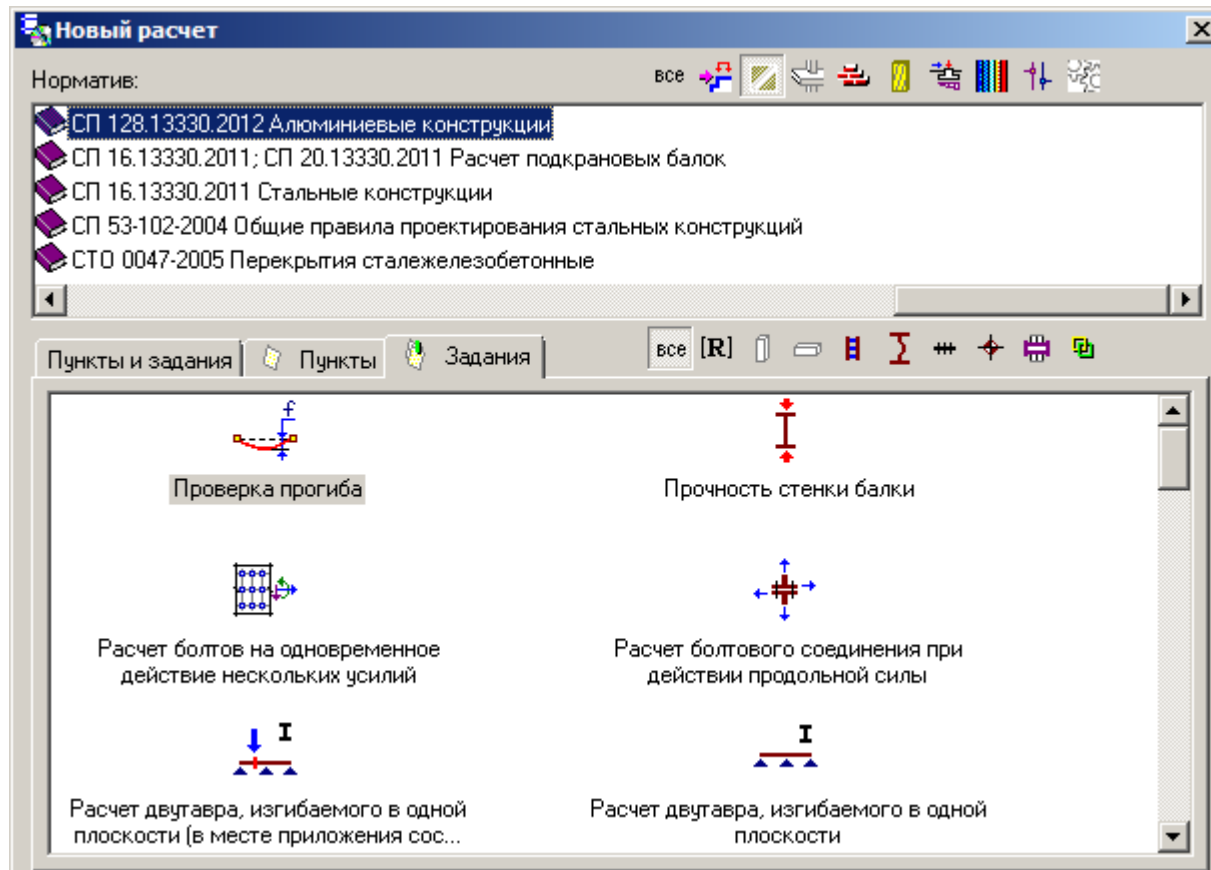 Новый расчет
Норматив:
все
СП 128.13330.2012 Алюминиевые конструкции
СП 16.13330.2011; СП 20.13330.2011 Расчет подкрановых балок
СП 16.13330.2011 Стальные конструкции
СП 53-102-2004 Общие правила проектирования стальных конструкций
СТО 0047-2005 Перекрытия сталежелезобетонные
Пункты и задания
Пункты
Задания
все
[R]
f
Проверка прогиба
Прочность стенки балки
Расчет болтов на одновременное
действие нескольких усилий
Расчет болтового соединения при
действии продольной силы
I
I
Расчет двутавра, изгибаемого в одной
плоскости (в месте приложения сос...
Расчет двутавра, изгибаемого в одной
плоскости